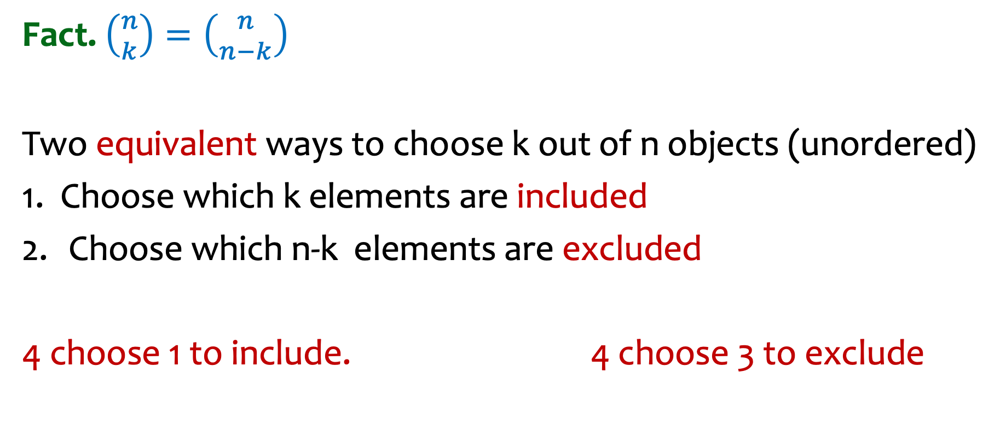 Fact. $\binom{n}{k} = \binom{n}{n-k}$
Two equivalent ways to choose k out of n objects (unordered)
1. Choose which k elements are included
2. Choose which n-k elements are excluded
4 choose 1 to include. 4 choose 3 to exclude